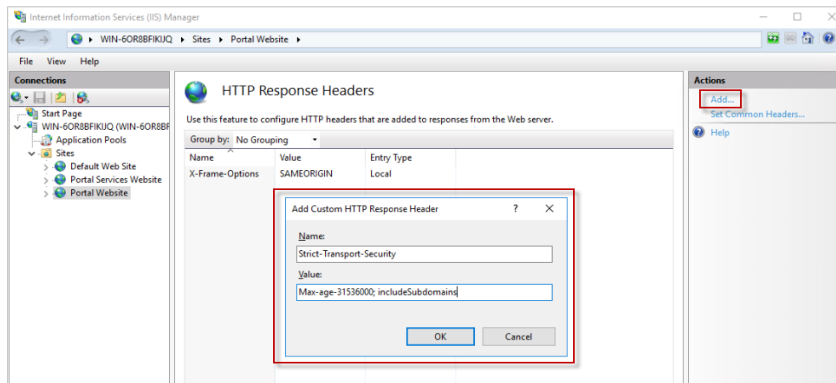 Internet Information Services (IIS) Manager
WIN-6OR8BFIKIJQ ▸ Sites ▸ Portal Website ▸
File View Help
Connections
Start Page
WIN-6OR8BFIKIJQ (WIN-6OR8BF
Application Pools
Sites
Default Web Site
Portal Services Website
Portal Website
HTTP Response Headers
Use this feature to configure HTTP headers that are added to responses from the Web server.
Group by: No Grouping
Name Value Entry Type
X-Frame-Options SAMEORIGIN Local
Add Custom HTTP Response Header ? ×
Name:
Strict-Transport-Security
Value:
Max-age-31536000; includeSubdomains
OK Cancel
Actions
Add...
Set Common Headers...
Help